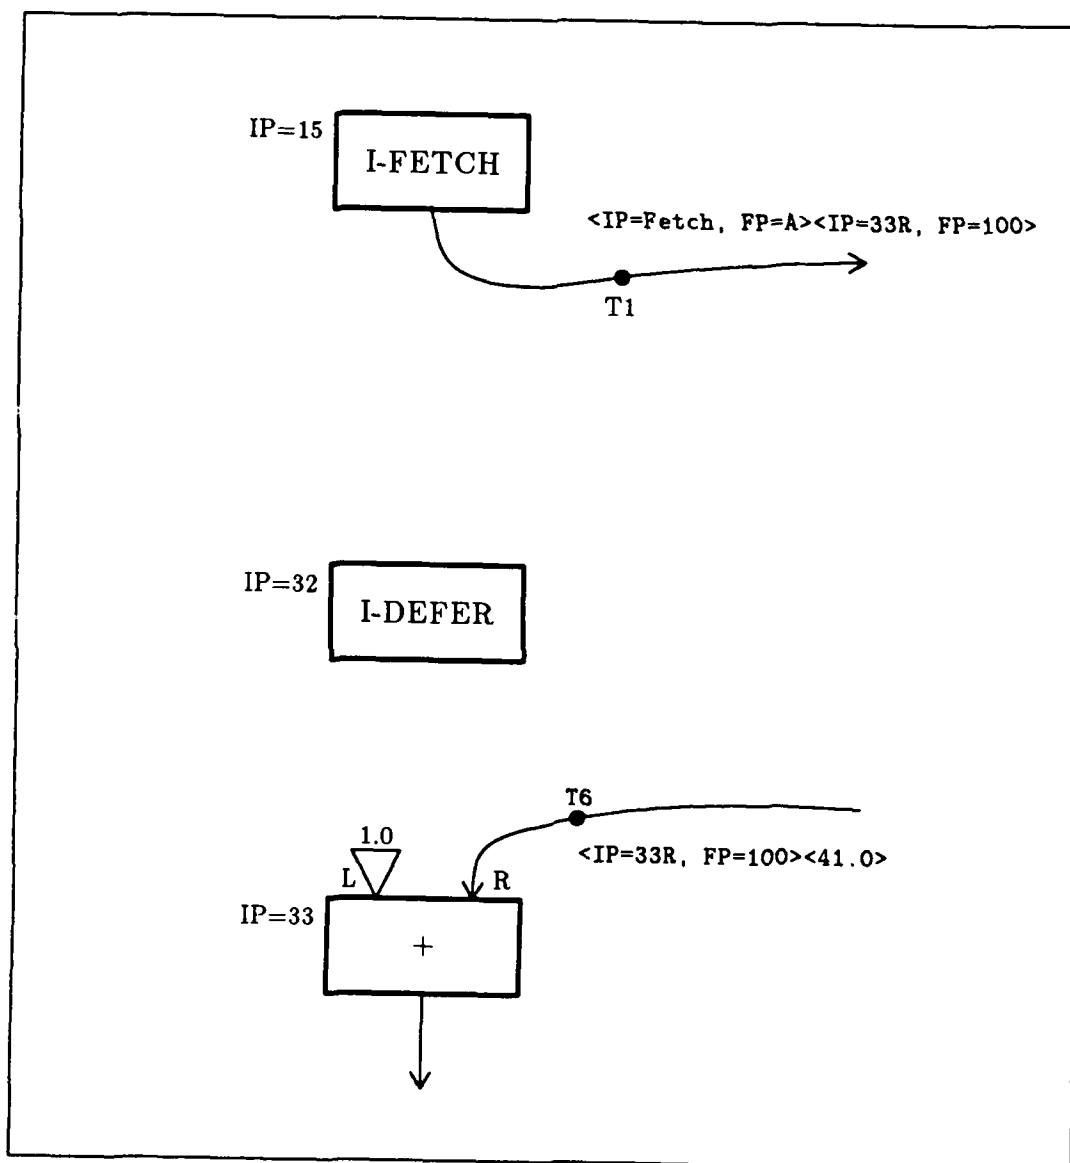 IP=15
I-FETCH
<IP=Fetch, FP=A><IP=33R, FP=100>
T1
IP=32
I-DEFER
T6
1.0
<IP=33R, FP=100><41.0>
L
R
IP=33
+